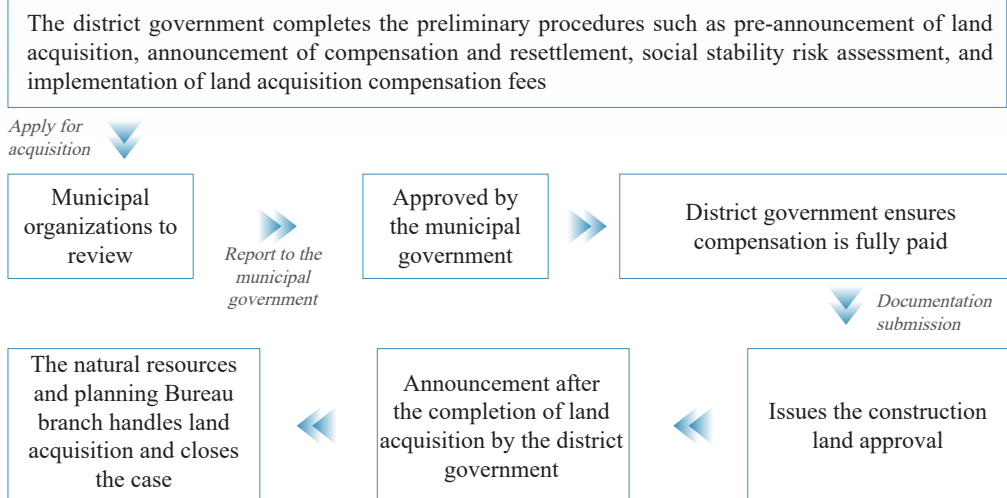 The district government completes the preliminary procedures such as pre-announcement of land
acquisition, announcement of compensation and resettlement, social stability risk assessment, and
implementation of land acquisition compensation fees
Apply for
acquisition
Municipal
organizations to
review
Report to the
municipal
government
Approved by
the municipal
government
District government ensures
compensation is fully paid
Documentation
submission
Issues the construction
land approval
Announcement after
the completion of land
acquisition by the district
government
The natural resources
and planning Bureau
branch handles land
acquisition and closes
the case